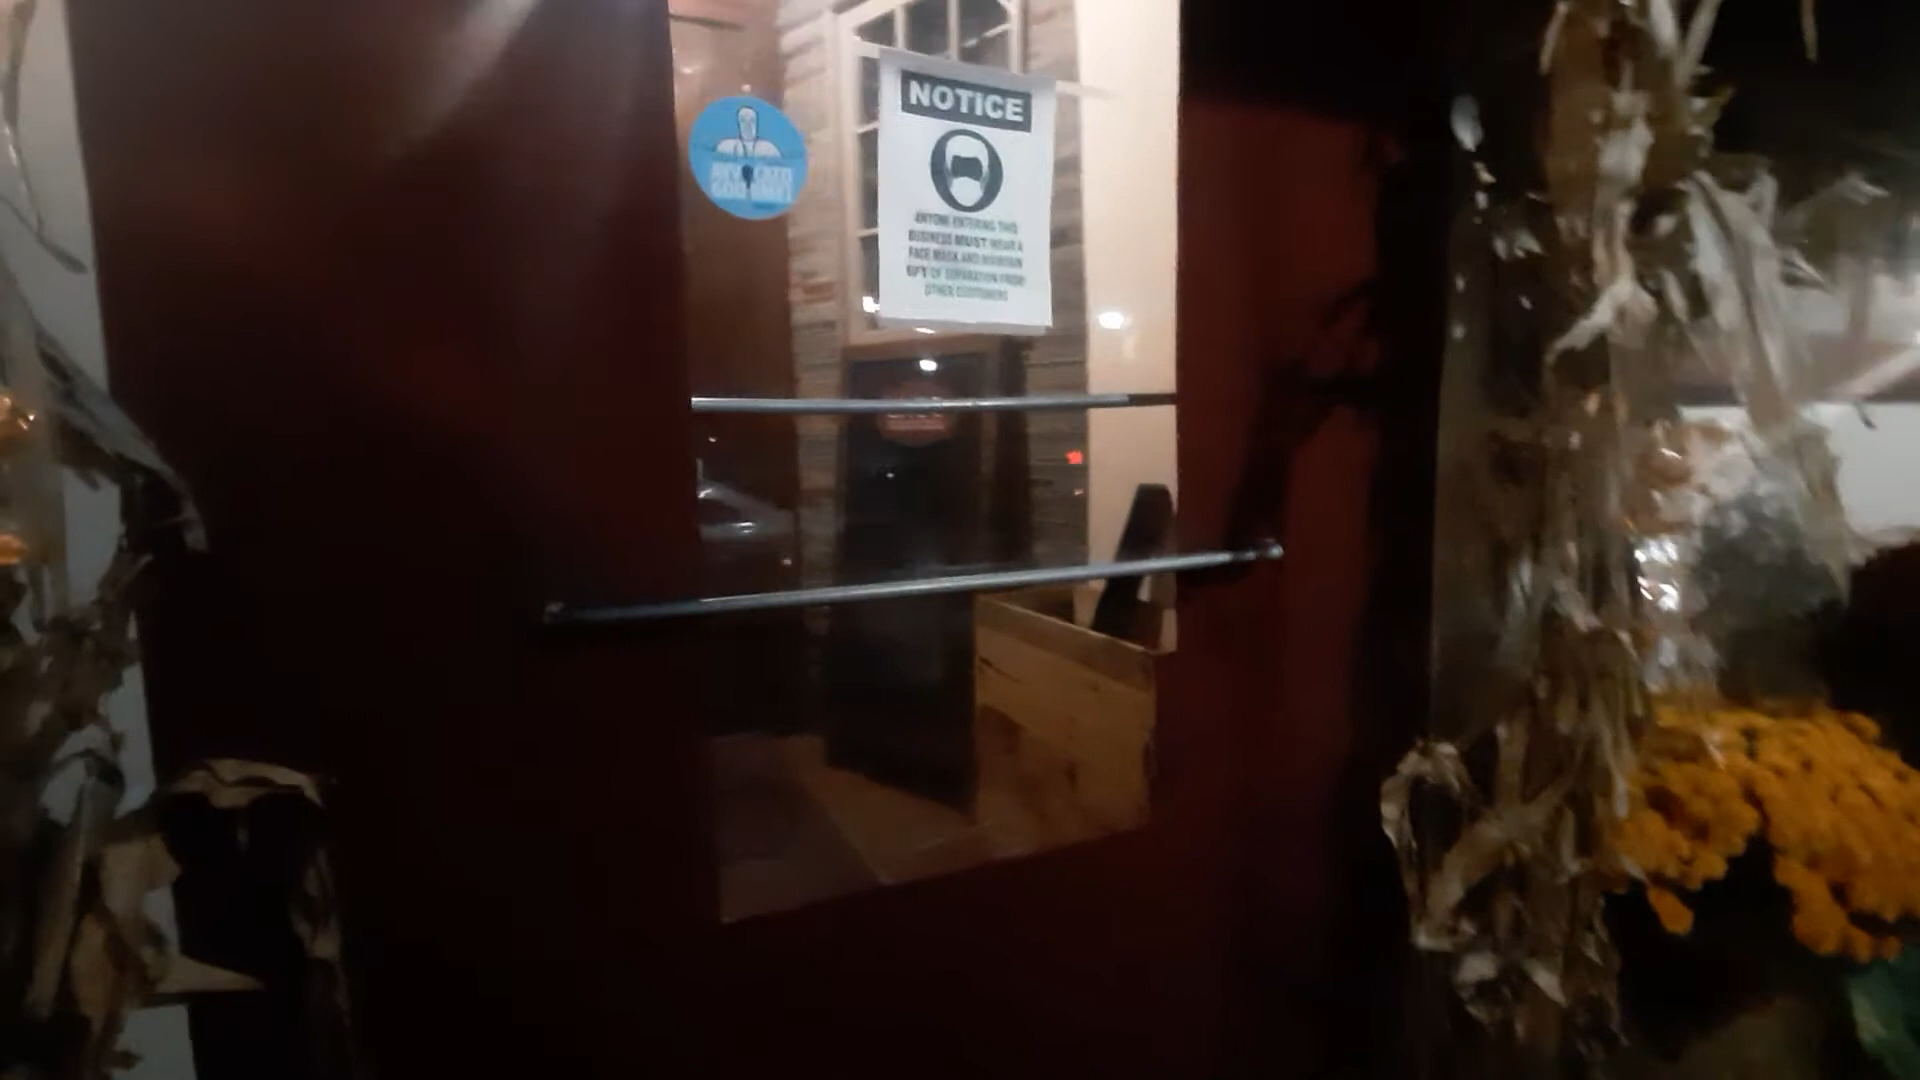 NOTICE
ANYONE ENTERING THIS
BUSINESS MUST WEAR A
FACE MASK AND MAINTAIN
6FT OF SEPARATION FROM
OTHER CUSTOMERS